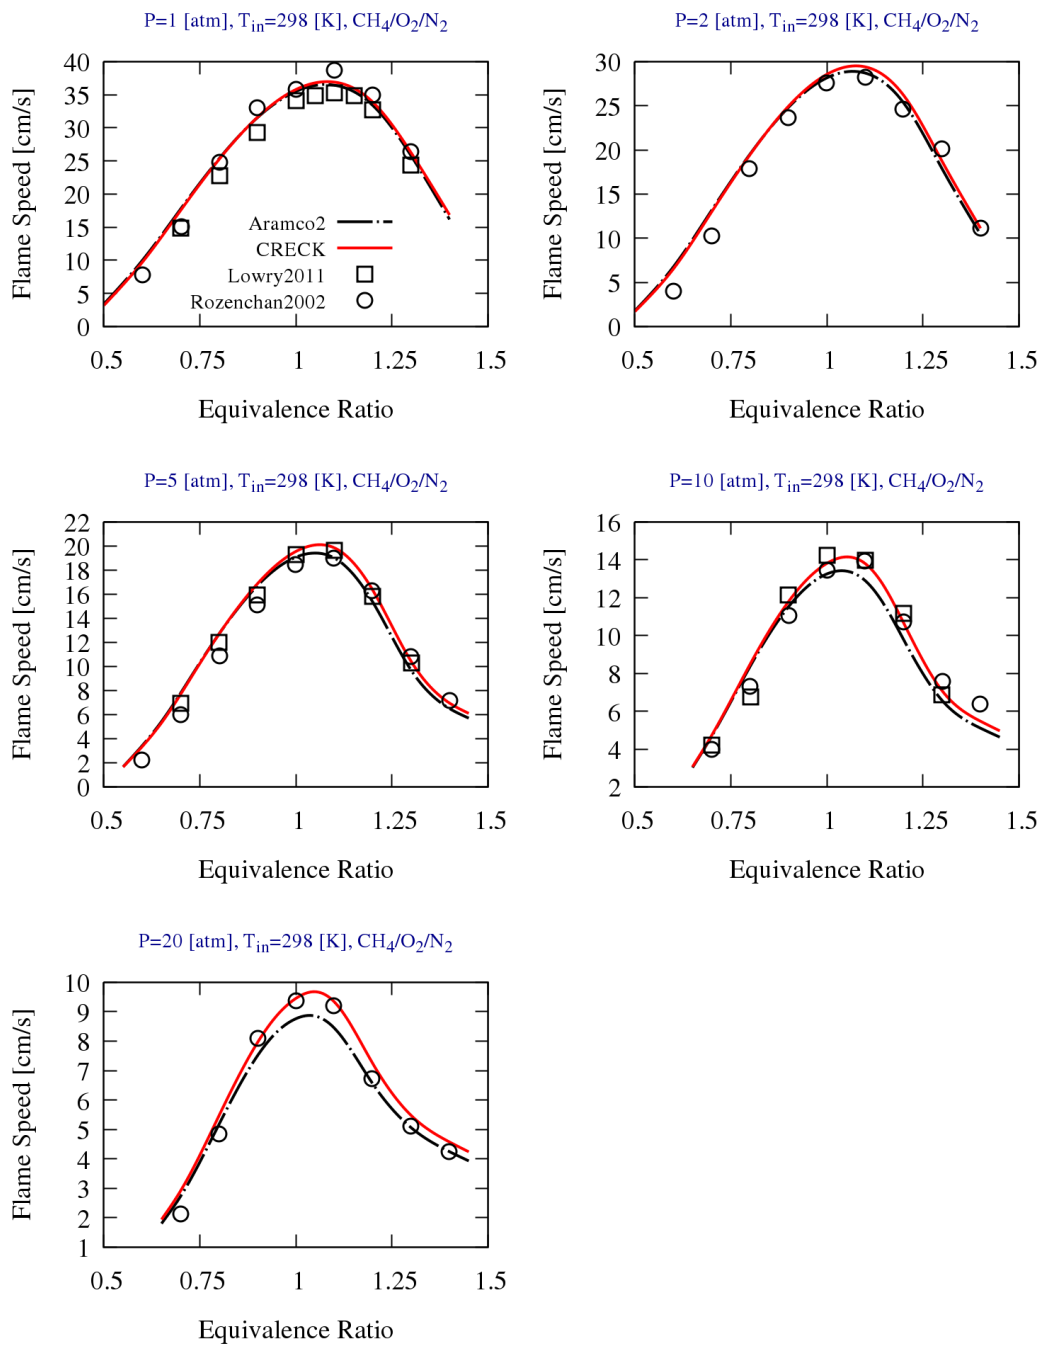 P=1 [atm], Tin=298 [K], CH4/O2/N2
Flame Speed [cm/s]
40
35
30
25
20
15
10
5
0
Aramco2
CRECK
Lowry2011
Rozenchan2002
0.5 0.75 1 1.25 1.5
Equivalence Ratio
P=2 [atm], Tin=298 [K], CH4/O2/N2
Flame Speed [cm/s]
30
25
20
15
10
5
0
0.5 0.75 1 1.25 1.5
Equivalence Ratio
P=5 [atm], Tin=298 [K], CH4/O2/N2
Flame Speed [cm/s]
22
20
18
16
14
12
10
8
6
4
2
0
0.5 0.75 1 1.25 1.5
Equivalence Ratio
P=10 [atm], Tin=298 [K], CH4/O2/N2
Flame Speed [cm/s]
16
14
12
10
8
6
4
2
0.5 0.75 1 1.25 1.5
Equivalence Ratio
P=20 [atm], Tin=298 [K], CH4/O2/N2
Flame Speed [cm/s]
10
9
8
7
6
5
4
3
2
1
0.5 0.75 1 1.25 1.5
Equivalence Ratio